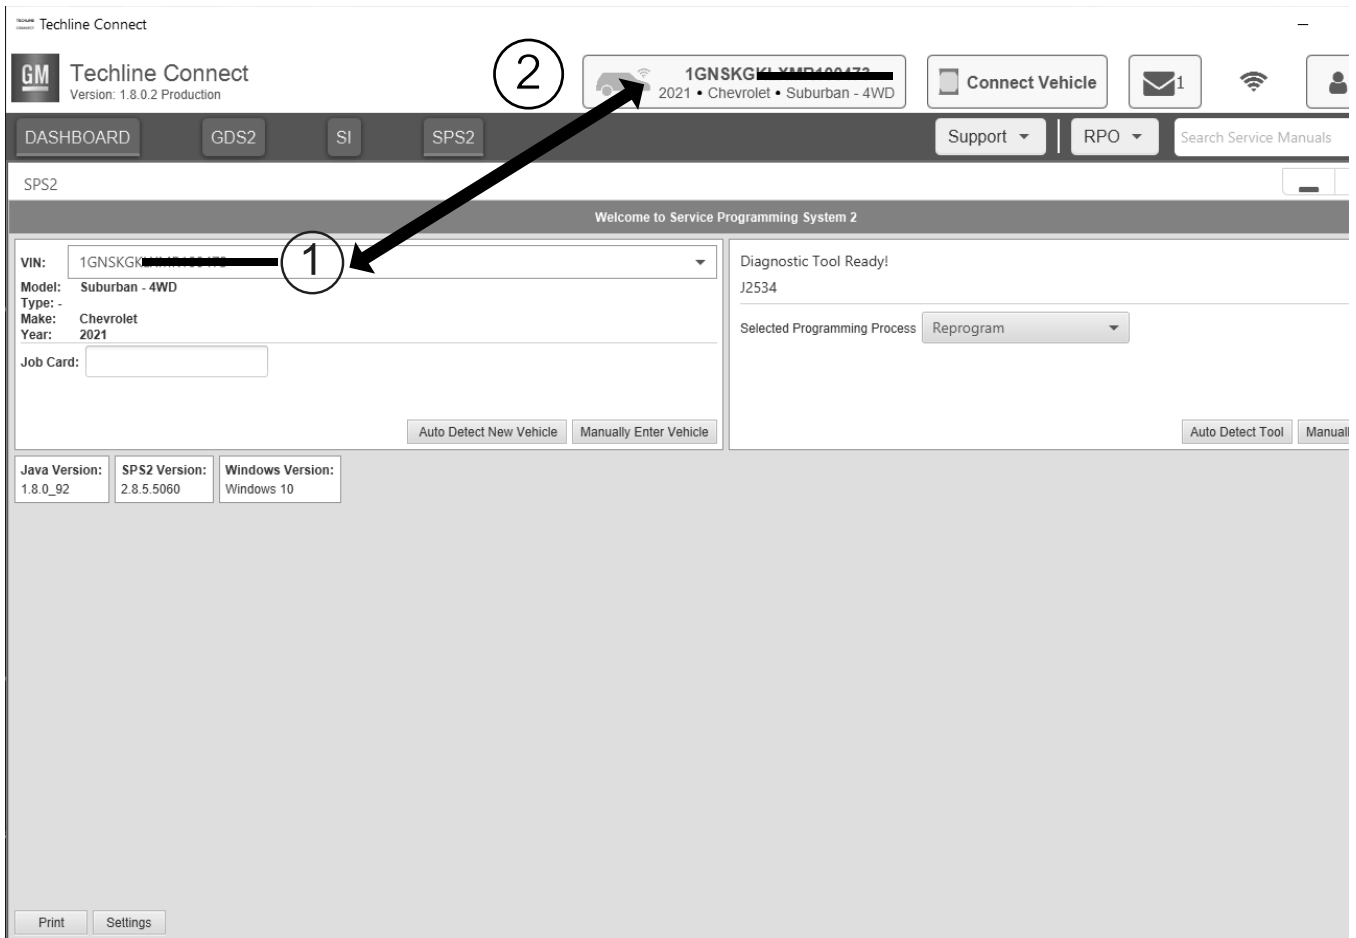 TECHLINE CONNECT Techline Connect
GM Techline Connect
Version: 1.8.0.2 Production
2
1GNSKG
2021 • Chevrolet • Suburban - 4WD
Connect Vehicle
1
DASHBOARD GDS2 SI SPS2 Support RPO Search Service Manuals
SPS2
Welcome to Service Programming System 2
VIN: 1GNSKG
1
Model: Suburban - 4WD
Type: -
Make: Chevrolet
Year: 2021
Job Card:
Auto Detect New Vehicle Manually Enter Vehicle
Diagnostic Tool Ready!
J2534
Selected Programming Process Reprogram
Auto Detect Tool Manuall
Java Version: SPS2 Version: Windows Version:
1.8.0_92 2.8.5.5060 Windows 10
Print Settings